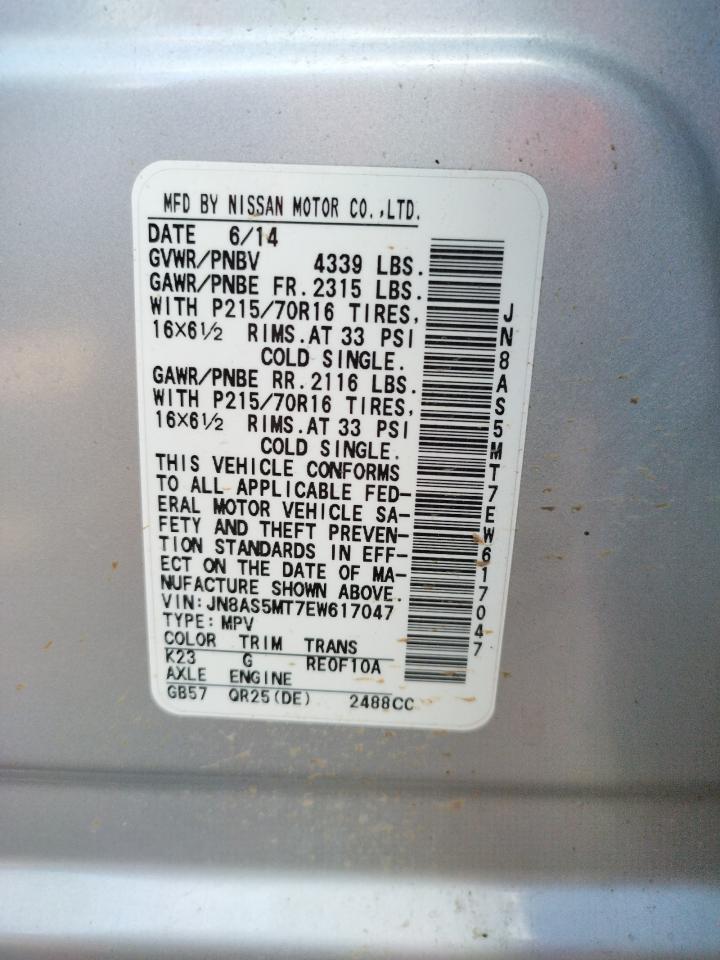 MFD BY NISSAN MOTOR CO.,LTD.
DATE 6/14
GVWR/PNBV 4339 LBS.
GAWR/PNBE FR.2315 LBS.
WITH P215/70R16 TIRES,
16X6½ RIMS.AT 33 PSI
COLD SINGLE.
GAWR/PNBE RR.2116 LBS.
WITH P215/70R16 TIRES,
16X6½ RIMS.AT 33 PSI
COLD SINGLE.
THIS VEHICLE CONFORMS
TO ALL APPLICABLE FED-
ERAL MOTOR VEHICLE SA-
FETY AND THEFT PREVEN-
TION STANDARDS IN EFF-
ECT ON THE DATE OF MA-
NUFACTURE SHOWN ABOVE.
VIN:JN8AS5MT7EW617047
TYPE:MPV
COLOR TRIM TRANS
K23 G RE0F10A
AXLE ENGINE
GB57 QR25(DE) 2488CC
JN8AS5MT7EW617047